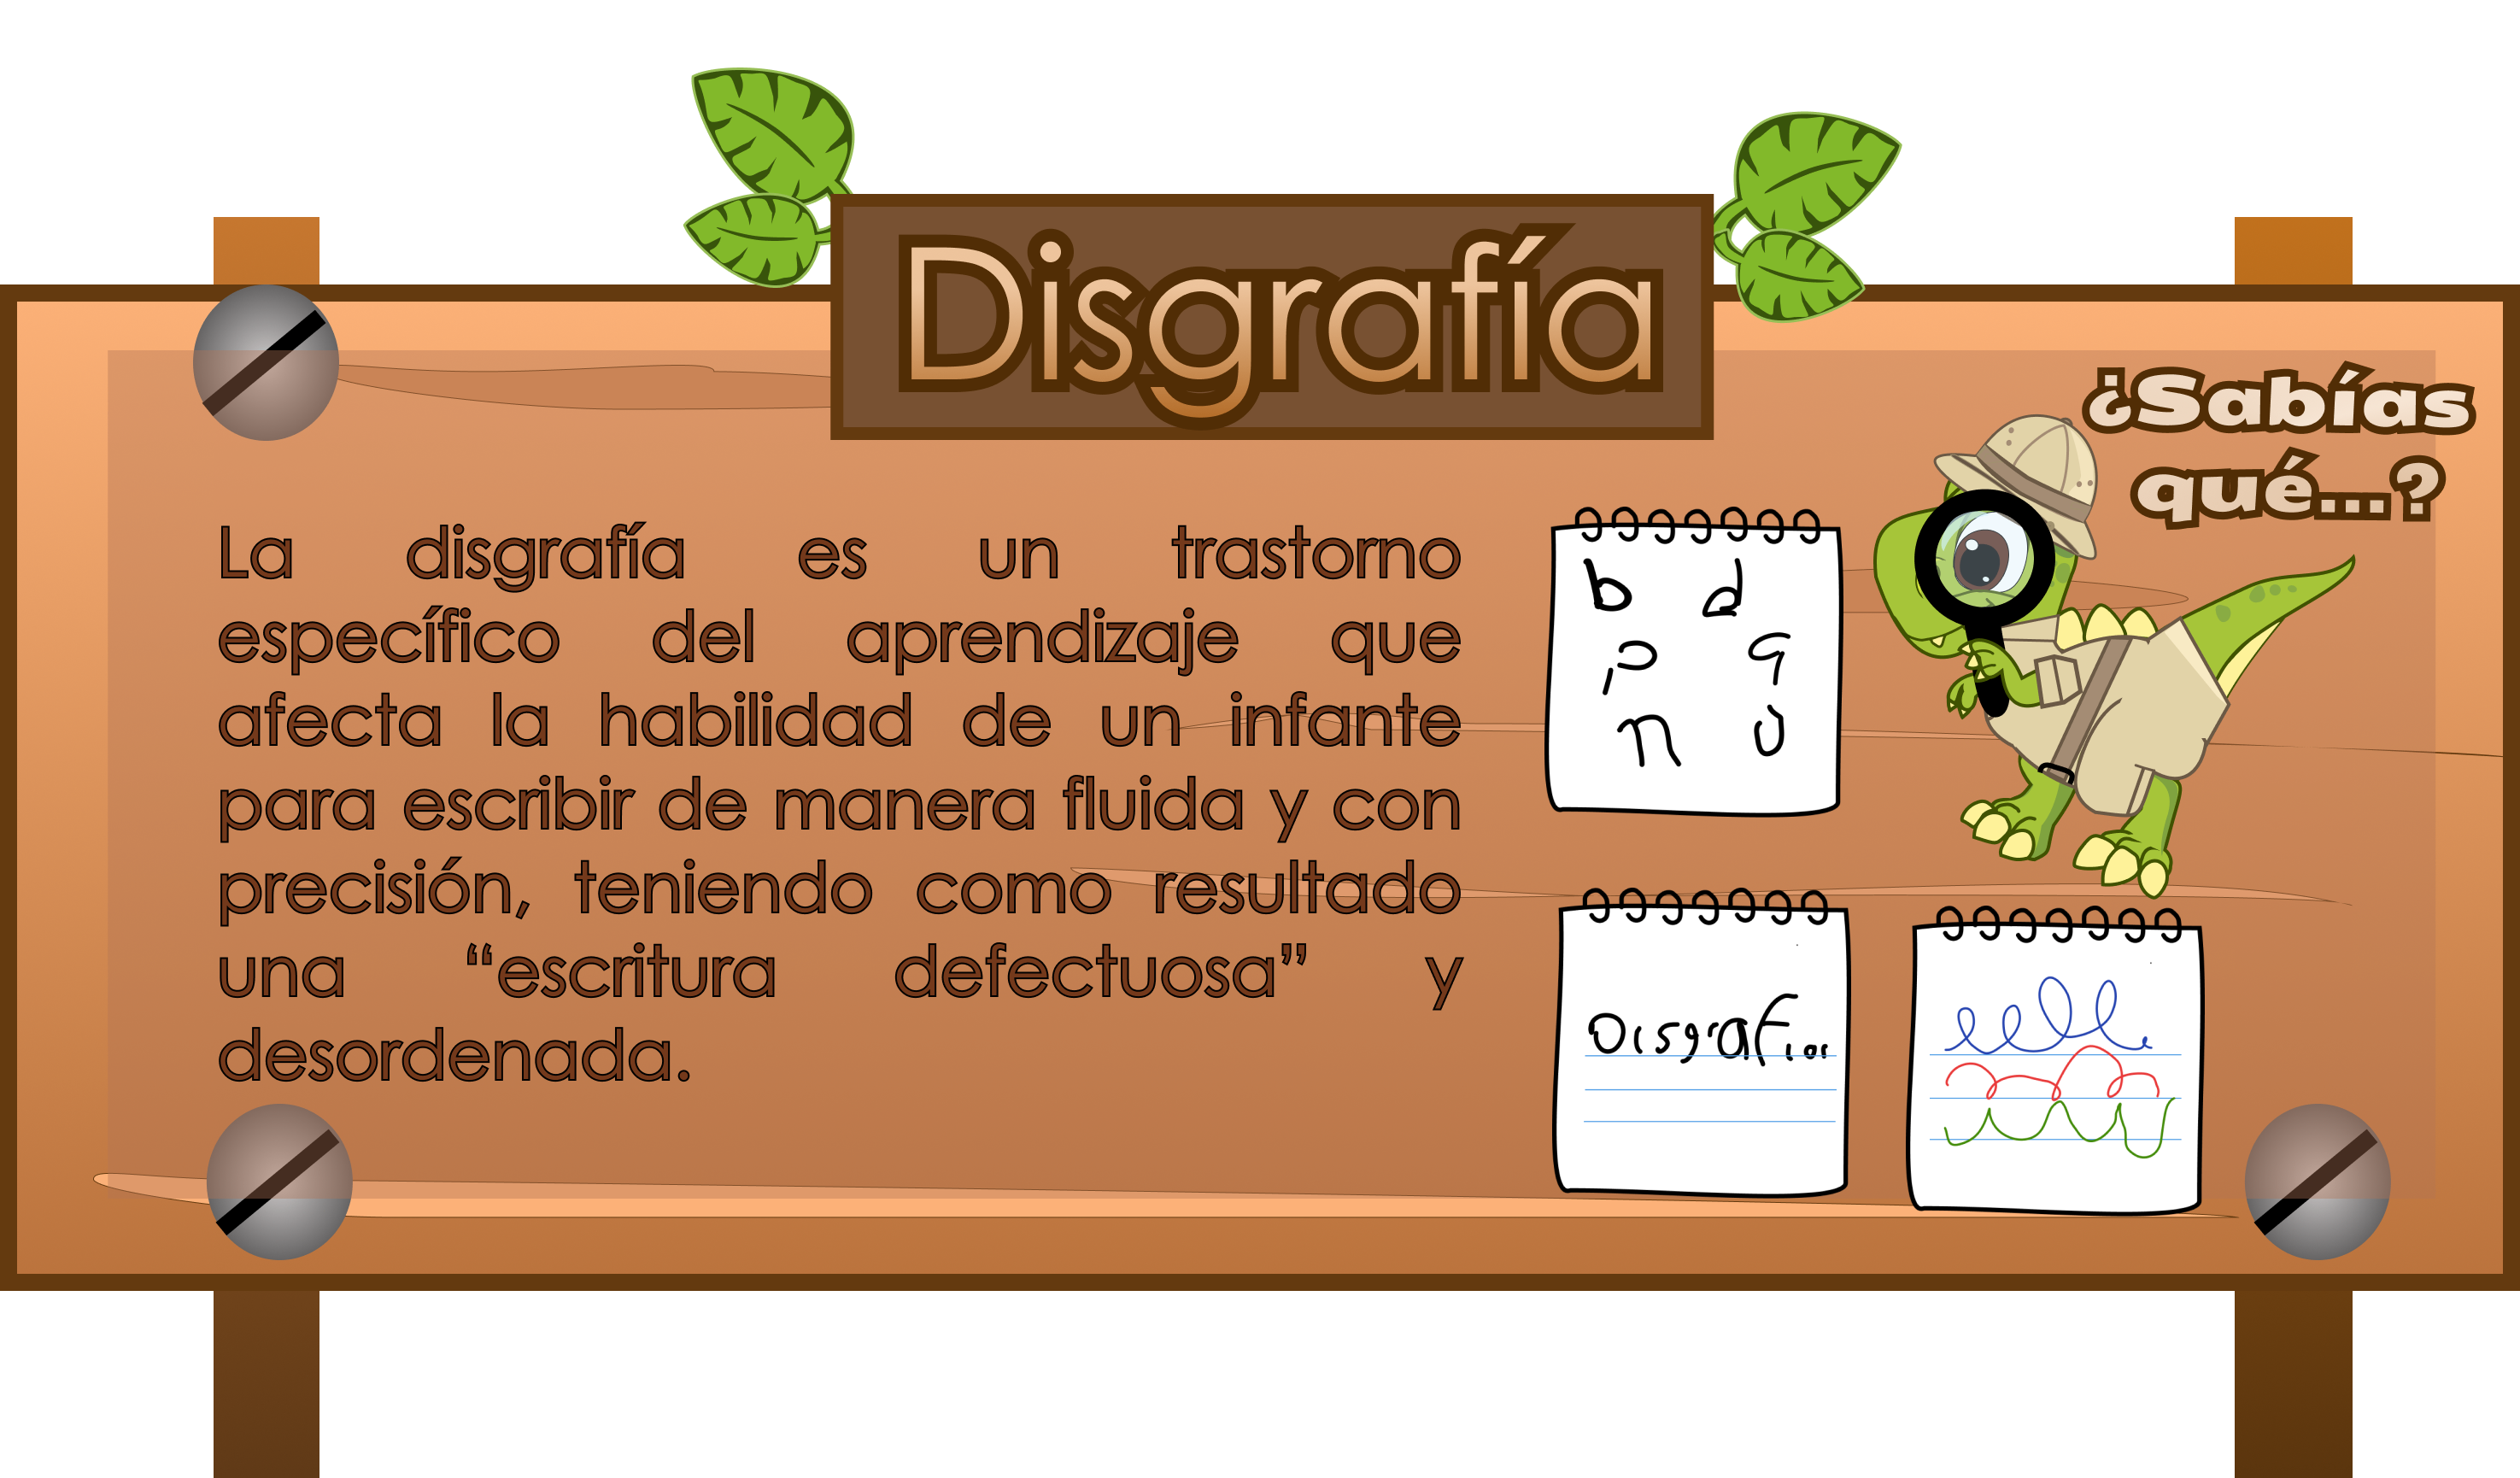 Disgrafía
¿Sabías
qué...?
La disgrafía es un trastorno
específico del aprendizaje que
afecta la habilidad de un infante
para escribir de manera fluida y con
precisión, teniendo como resultado
una “escritura defectuosa” y
desordenada.
b d
p q
n u
Disgrafia